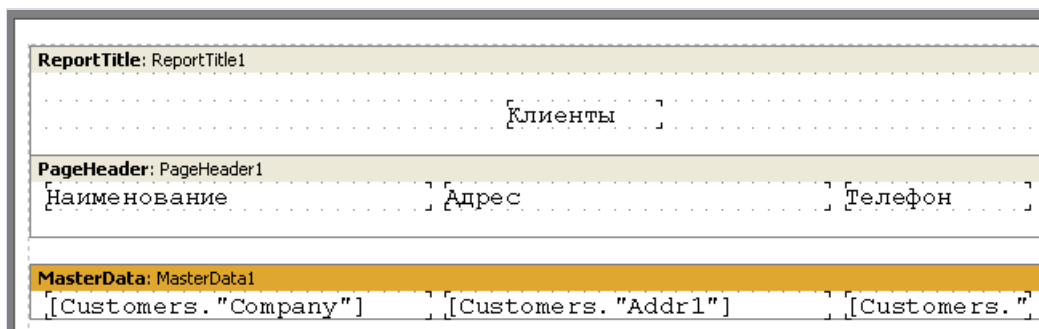 ReportTitle: ReportTitle1
Клиенты
PageHeader: PageHeader1
Наименование Адрес Телефон
MasterData: MasterData1
[Customers."Company"] [Customers."Addr1"] [Customers."